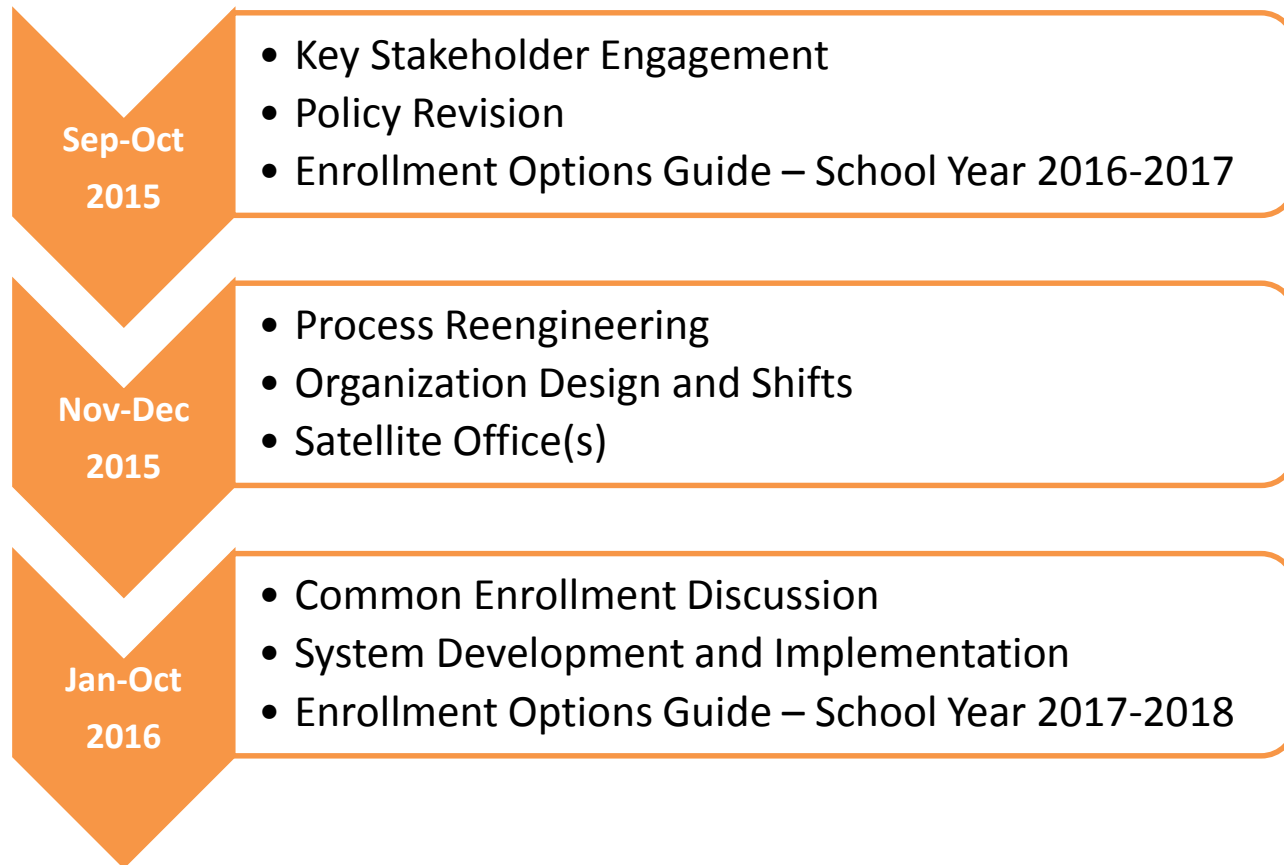 Sep-Oct
2015
• Key Stakeholder Engagement
• Policy Revision
• Enrollment Options Guide – School Year 2016-2017
Nov-Dec
2015
• Process Reengineering
• Organization Design and Shifts
• Satellite Office(s)
Jan-Oct
2016
• Common Enrollment Discussion
• System Development and Implementation
• Enrollment Options Guide – School Year 2017-2018